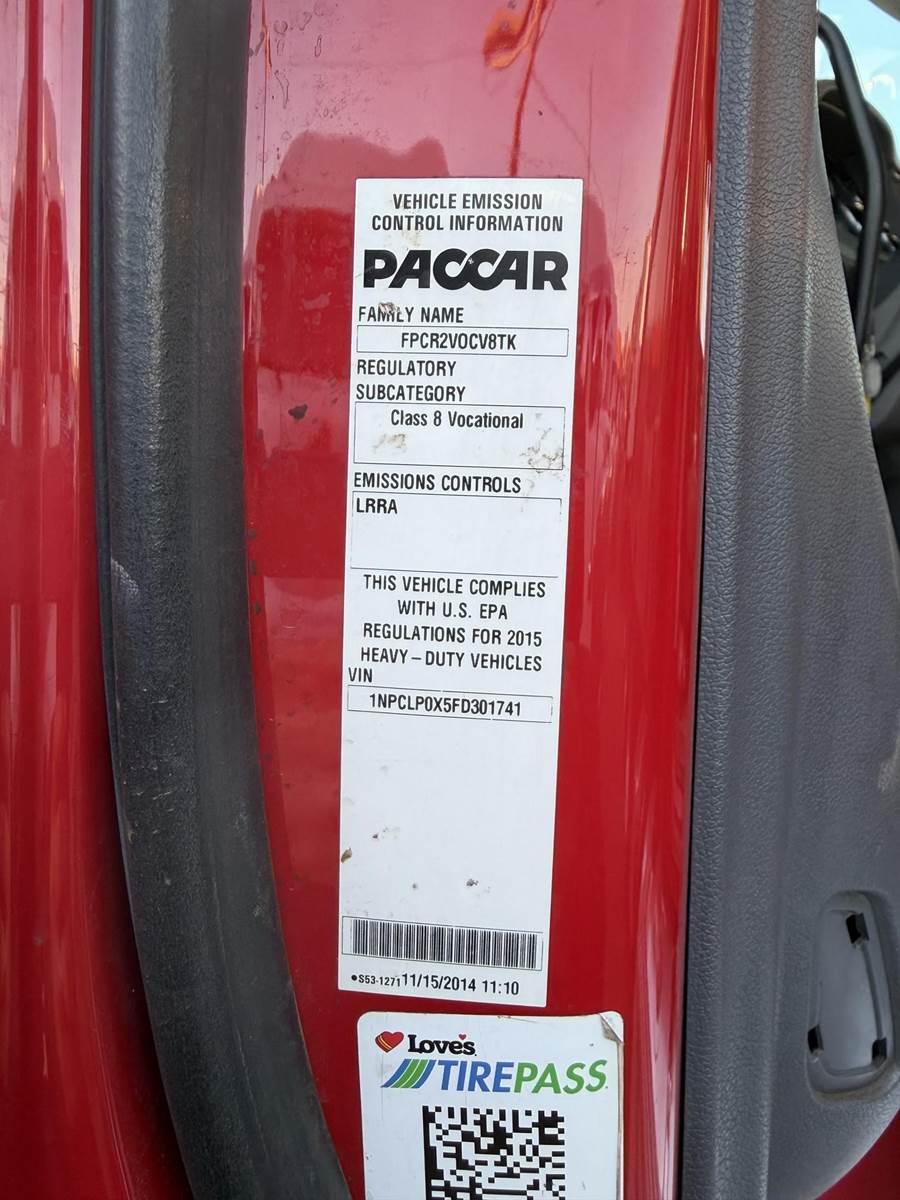 VEHICLE EMISSION
CONTROL INFORMATION
PACCAR
FAMILY NAME
FPCR2VOCV8TK
REGULATORY
SUBCATEGORY
Class 8 Vocational
EMISSIONS CONTROLS
LRRA
THIS VEHICLE COMPLIES
WITH U.S. EPA
REGULATIONS FOR 2015
HEAVY-DUTY VEHICLES
VIN
1NPCLP0X5FD301741
•S53-1271 11/15/2014 11:10
Love's
TIREPASS